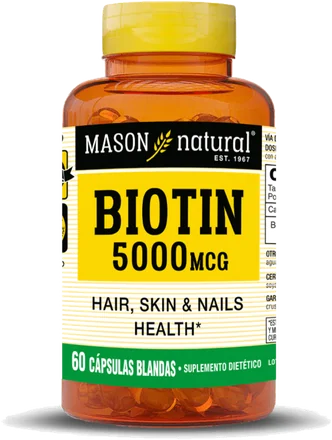 MASON natural®
EST. 1967
BIOTIN
5000MCG
HAIR, SKIN & NAILS
HEALTH*
60 CÁPSULAS BLANDAS • SUPLEMENTO DIETÉTICO